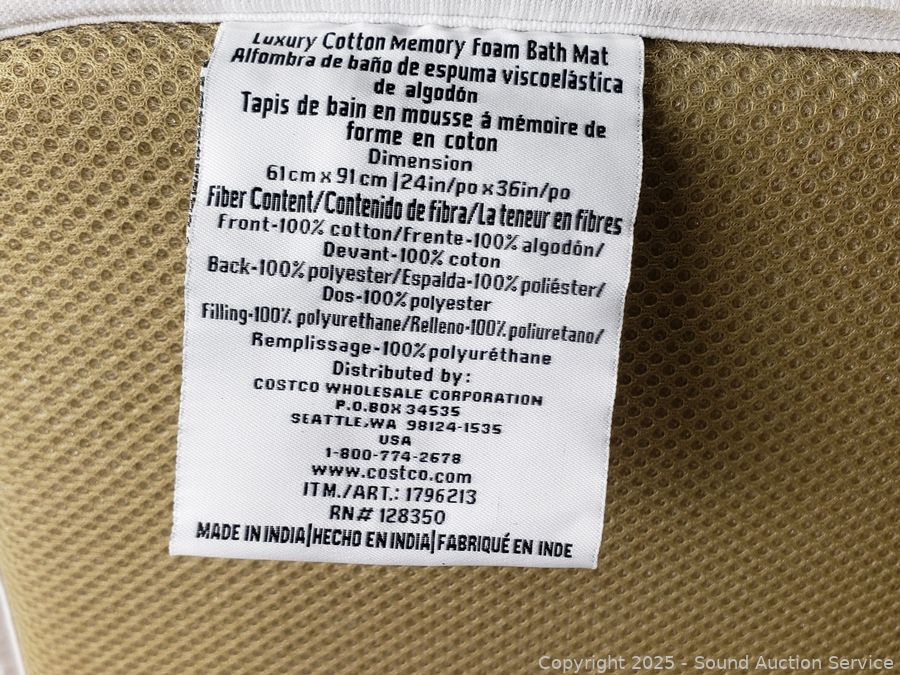 Luxury Cotton Memory Foam Bath Mat
Alfombra de baño de espuma viscoelástica
de algodón
Tapis de bain en mousse à mémoire de
forme en coton
Dimension
61cm x 91cm |24in/po x36in/po
Fiber Content/Contenido de fibra/La teneur en fibres
Front-100% cotton/Frente-100% algodón/
Devant-100% coton
Back-100% polyester/Espalda-100% poliéster/
Dos-100% polyester
Filling-100% polyurethane/Relleno-100% poliuretano/
Remplissage-100% polyuréthane
Distributed by:
COSTCO WHOLESALE CORPORATION
P.O.BOX 34535
SEATTLE,WA 98124-1535
USA
1-800-774-2678
www.costco.com
ITM./ART.: 1796213
RN# 128350
MADE IN INDIA|HECHO EN INDIA|FABRIQUÉ EN INDE
Copyright 2025 - Sound Auction Service